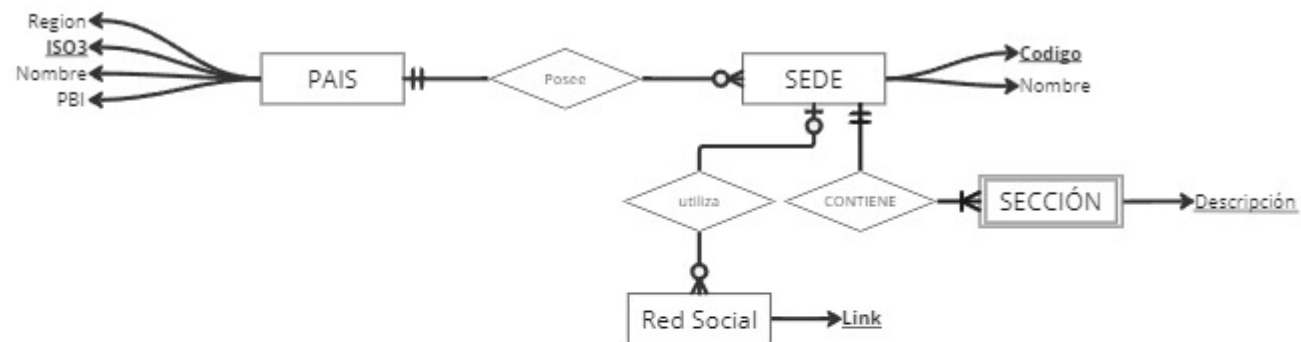 Region
ISO3
Nombre
PBI
PAIS
Posee
SEDE
Codigo
Nombre
utiliza
CONTIENE
SECCIÓN
Descripción
Red Social
Link